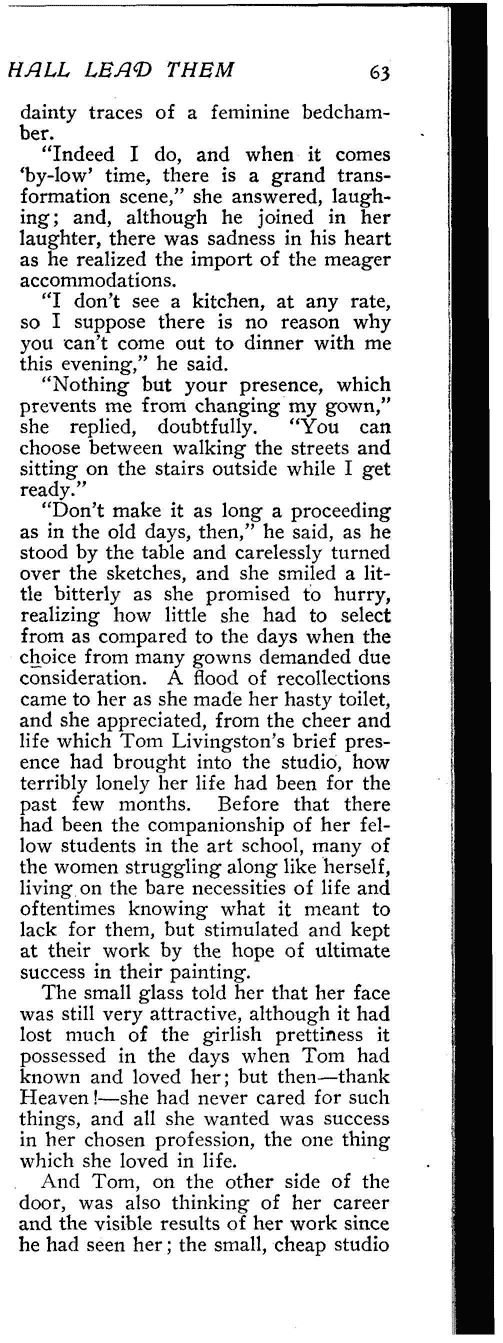 HALL LEAD THEM 63
dainty traces of a feminine bedcham-
ber.
"Indeed I do, and when it comes
'by-low' time, there is a grand trans-
formation scene," she answered, laugh-
ing; and, although he joined in her
laughter, there was sadness in his heart
as he realized the import of the meager
accommodations.
"I don't see a kitchen, at any rate,
so I suppose there is no reason why
you can't come out to dinner with me
this evening," he said.
"Nothing but your presence, which
prevents me from changing my gown,"
she replied, doubtfully. "You can
choose between walking the streets and
sitting on the stairs outside while I get
ready."
"Don't make it as long a proceeding
as in the old days, then," he said, as he
stood by the table and carelessly turned
over the sketches, and she smiled a lit-
tle bitterly as she promised to hurry,
realizing how little she had to select
from as compared to the days when the
choice from many gowns demanded due
consideration. A flood of recollections
came to her as she made her hasty toilet,
and she appreciated, from the cheer and
life which Tom Livingston's brief pres-
ence had brought into the studio, how
terribly lonely her life had been for the
past few months. Before that there
had been the companionship of her fel-
low students in the art school, many of
the women struggling along like herself,
living on the bare necessities of life and
oftentimes knowing what it meant to
lack for them, but stimulated and kept
at their work by the hope of ultimate
success in their painting.
The small glass told her that her face
was still very attractive, although it had
lost much of the girlish prettiness it
possessed in the days when Tom had
known and loved her; but then—thank
Heaven!—she had never cared for such
things, and all she wanted was success
in her chosen profession, the one thing
which she loved in life.
And Tom, on the other side of the
door, was also thinking of her career
and the visible results of her work since
he had seen her; the small, cheap studio